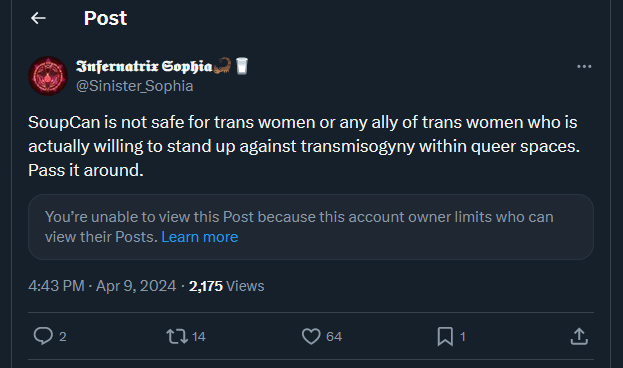 Post
𝕴𝖓𝖋𝖊𝖗𝖓𝖆𝖙𝖗𝖎𝖝 𝕾𝖔𝖕𝖍𝖎𝖆🦂🥛
@Sinister_Sophia
SoupCan is not safe for trans women or any ally of trans women who is
actually willing to stand up against transmisogyny within queer spaces.
Pass it around.
You’re unable to view this Post because this account owner limits who can
view their Posts. Learn more
4:43 PM · Apr 9, 2024 · 2,175 Views
2 14 64 1